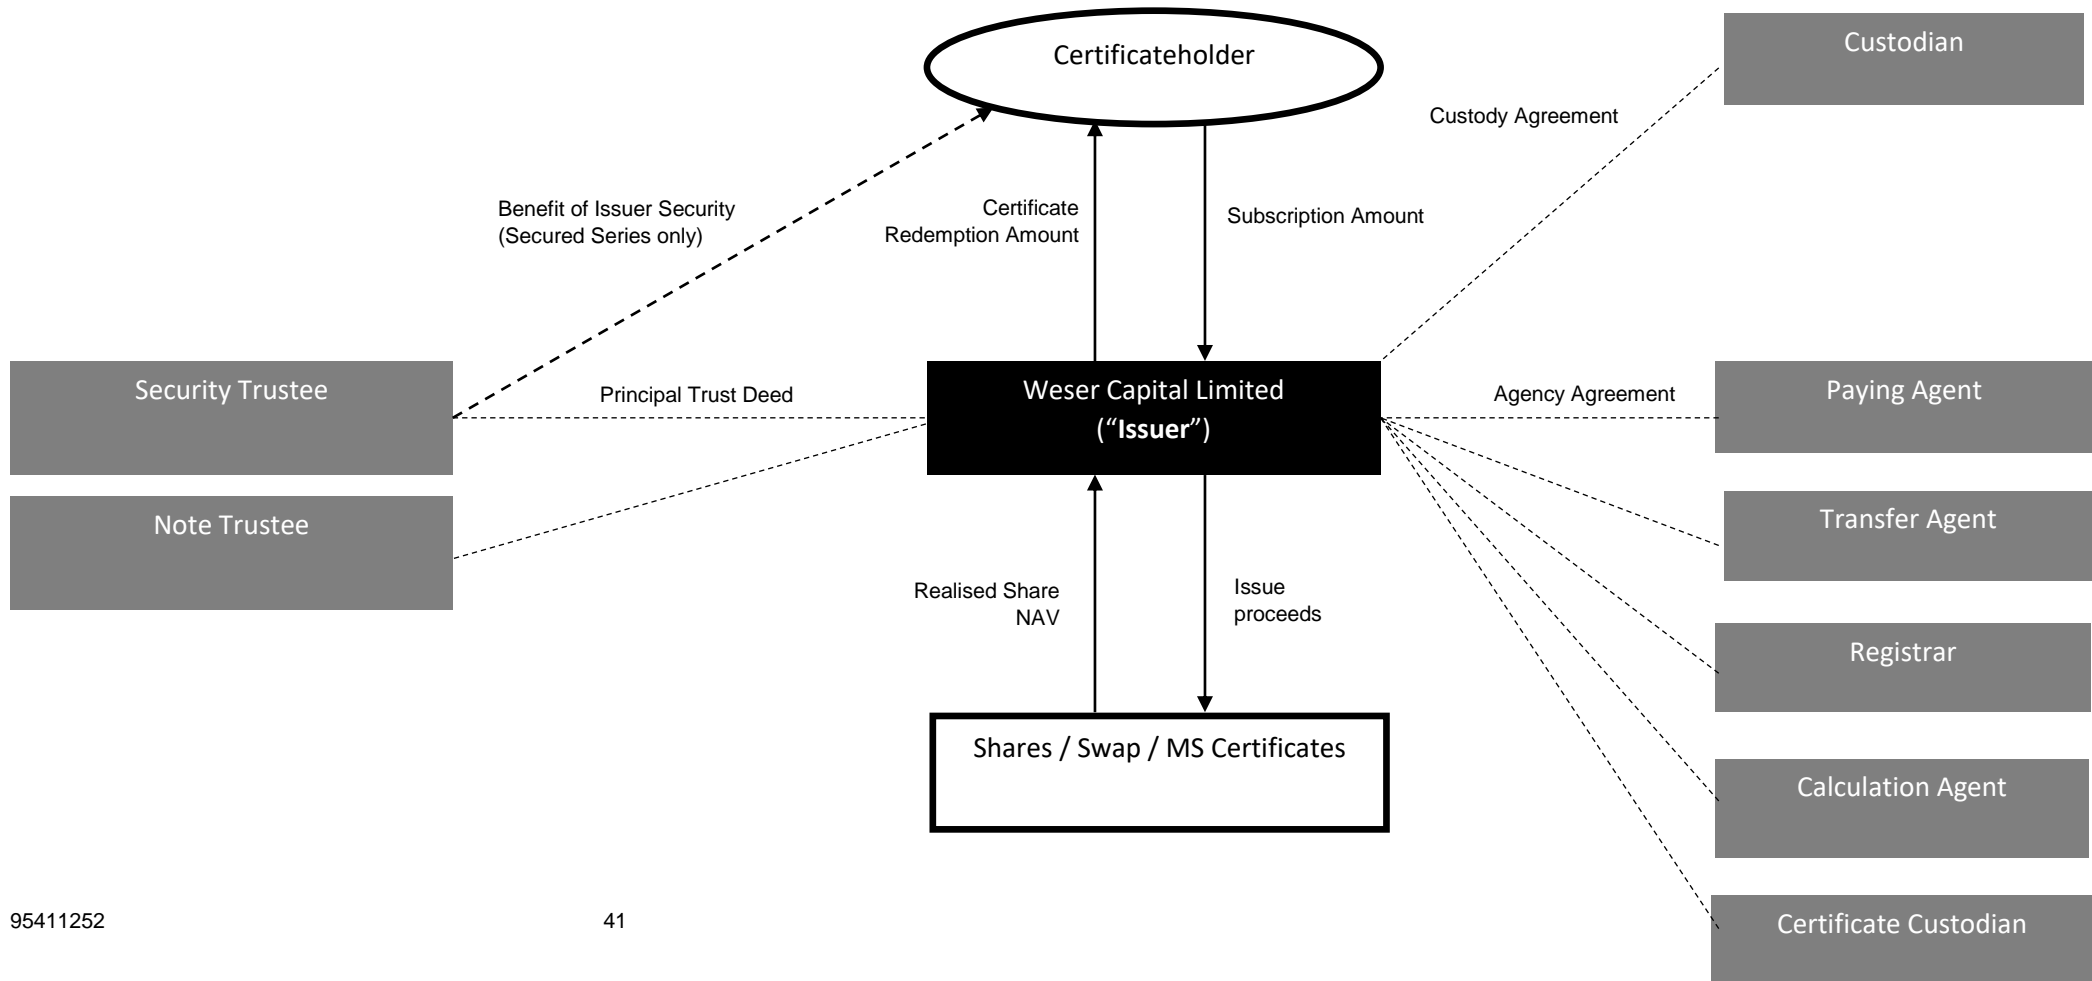 Certificateholder
Custodian
Custody Agreement
Benefit of Issuer Security
(Secured Series only)
Certificate
Redemption Amount
Subscription Amount
Security Trustee
Principal Trust Deed
Weser Capital Limited
(“Issuer”)
Agency Agreement
Paying Agent
Note Trustee
Transfer Agent
Realised Share
NAV
Issue
proceeds
Registrar
Shares / Swap / MS Certificates
Calculation Agent
Certificate Custodian
95411252
41